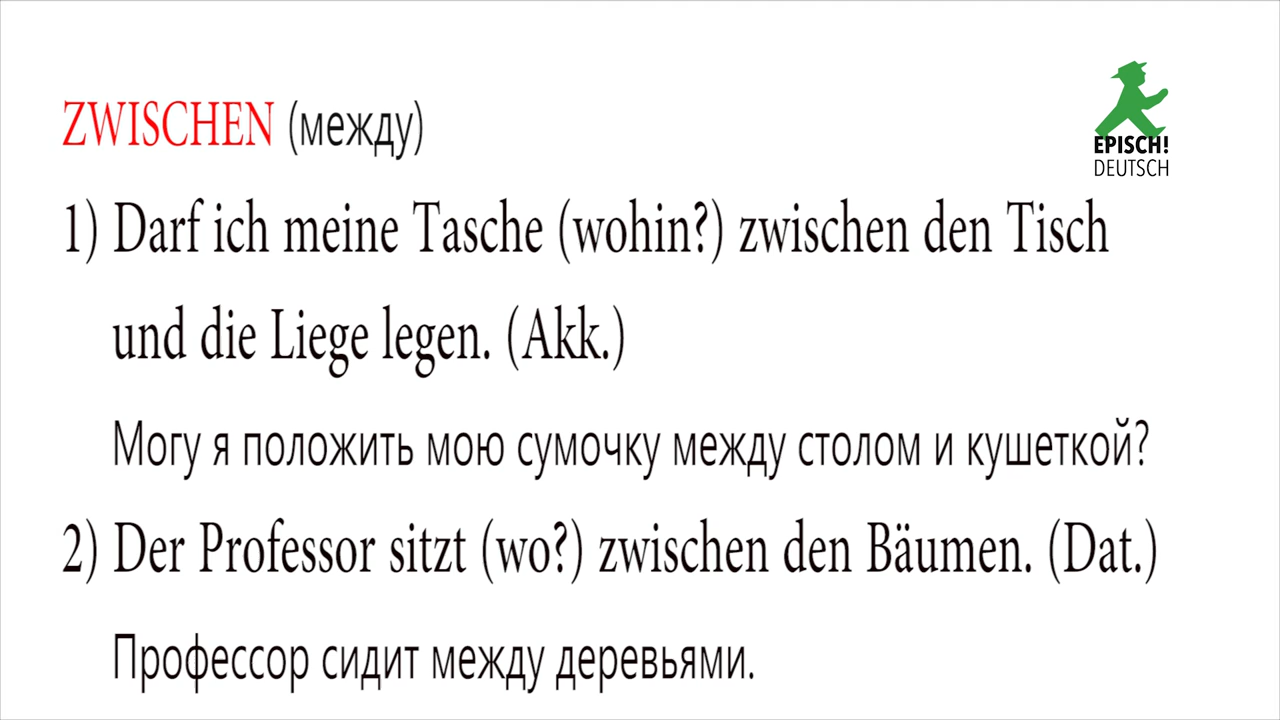 EPISCH!
DEUTSCH
ZWISCHEN (между)
1) Darf ich meine Tasche (wohin?) zwischen den Tisch
und die Liege legen. (Akk.)
Могу я положить мою сумочку между столом и кушеткой?
2) Der Professor sitzt (wo?) zwischen den Bäumen. (Dat.)
Профессор сидит между деревьями.